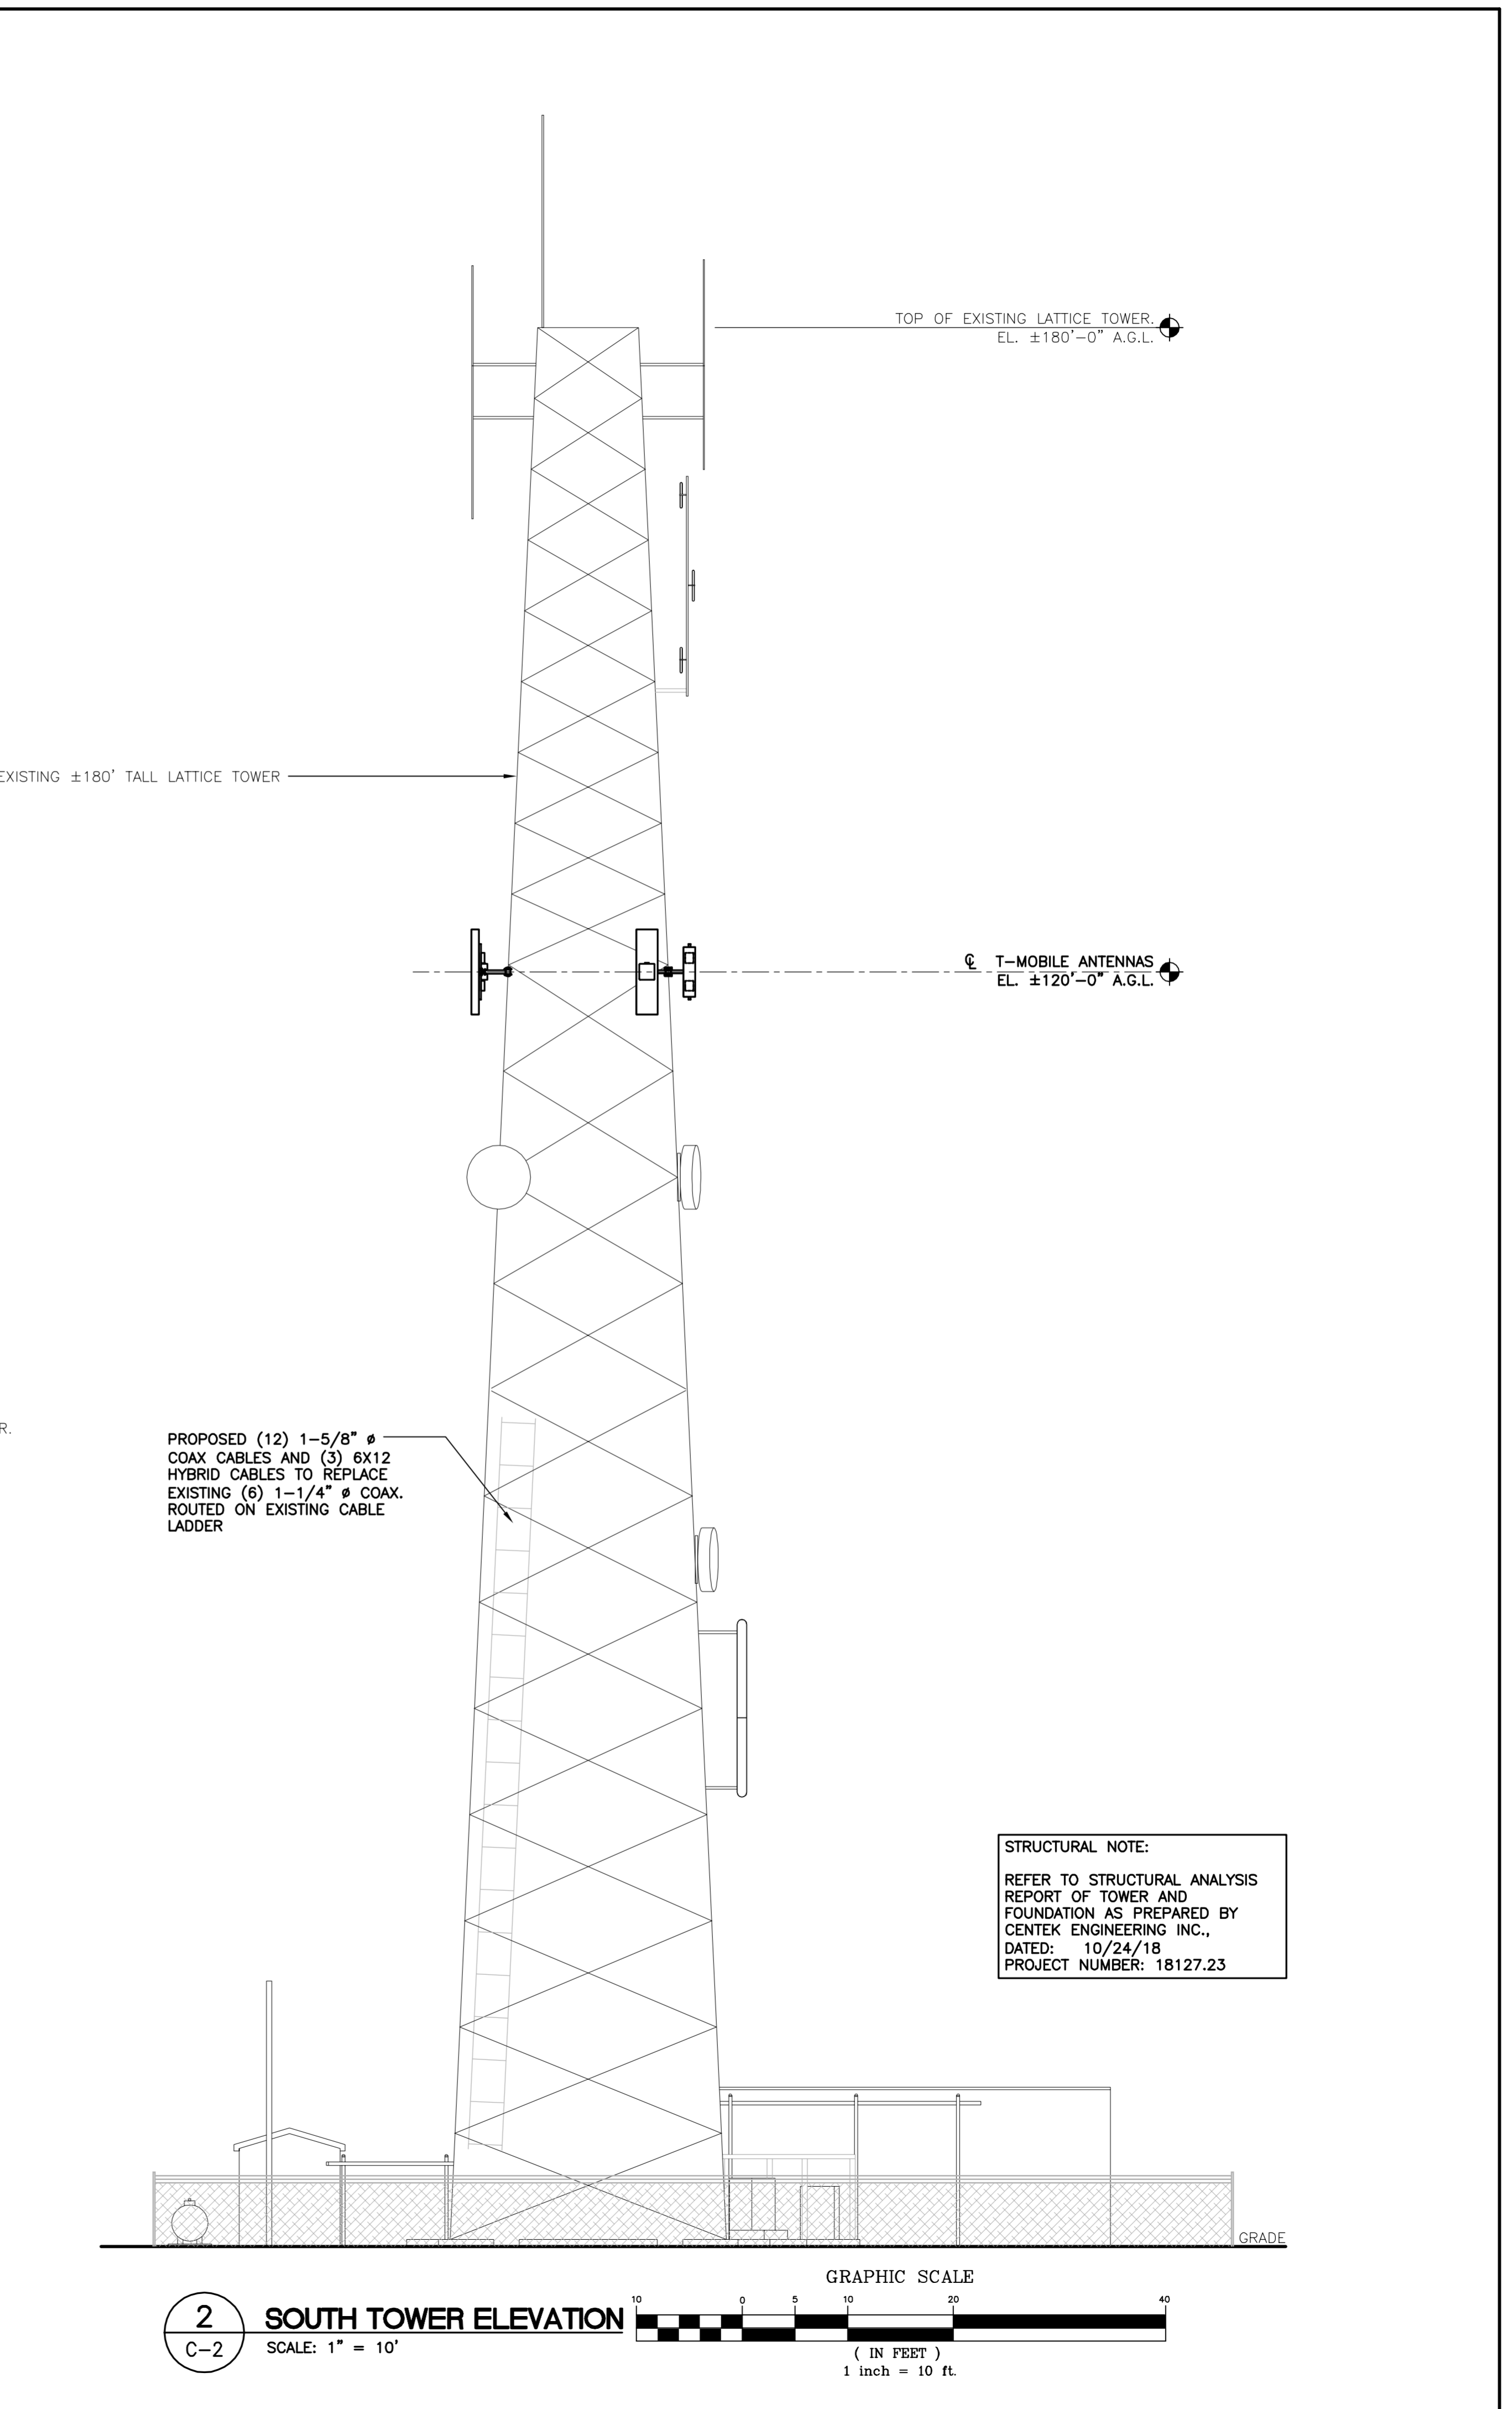 TOP OF EXISTING LATTICE TOWER.
EL. ±180'-0" A.G.L.
EXISTING ±180' TALL LATTICE TOWER
℄ T-MOBILE ANTENNAS
EL. ±120'-0" A.G.L.
R.
PROPOSED (12) 1-5/8" ø
COAX CABLES AND (3) 6X12
HYBRID CABLES TO REPLACE
EXISTING (6) 1-1/4" ø COAX.
ROUTED ON EXISTING CABLE
LADDER
STRUCTURAL NOTE:
REFER TO STRUCTURAL ANALYSIS
REPORT OF TOWER AND
FOUNDATION AS PREPARED BY
CENTEK ENGINEERING INC.,
DATED: 10/24/18
PROJECT NUMBER: 18127.23
GRADE
2
C-2
SOUTH TOWER ELEVATION
SCALE: 1" = 10'
GRAPHIC SCALE
10 0 5 10 20 40
( IN FEET )
1 inch = 10 ft.